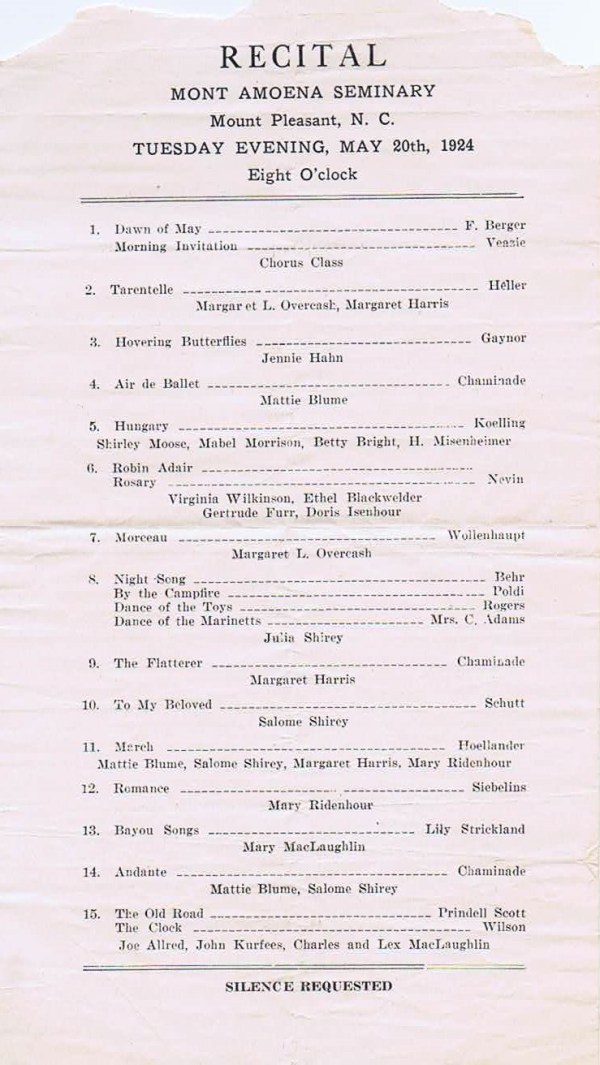 RECITAL
MONT AMOENA SEMINARY
Mount Pleasant, N. C.
TUESDAY EVENING, MAY 20th, 1924
Eight O'clock
1. Dawn of May ---------- F. Berger
Morning Invitation ---------- Veazie
Chorus Class
2. Tarentelle ---------- Heller
Margaret L. Overcash, Margaret Harris
3. Hovering Butterflies ---------- Gaynor
Jennie Hahn
4. Air de Ballet ---------- Chaminade
Mattie Blume
5. Hungary ---------- Koelling
Shirley Moose, Mabel Morrison, Betty Bright, H. Misenheimer
6. Robin Adair ----------
Rosary ---------- Nevin
Virginia Wilkinson, Ethel Blackwelder
Gertrude Furr, Doris Isenhour
7. Morceau ---------- Wollenhaupt
Margaret L. Overcash
8. Night Song ---------- Behr
By the Campfire ---------- Poldi
Dance of the Toys ---------- Rogers
Dance of the Marinetts ---------- Mrs. C. Adams
Julia Shirey
9. The Flatterer ---------- Chaminade
Margaret Harris
10. To My Beloved ---------- Schutt
Salome Shirey
11. March ---------- Hoellander
Mattie Blume, Salome Shirey, Margaret Harris, Mary Ridenhour
12. Romance ---------- Siebelins
Mary Ridenhour
13. Bayou Songs ---------- Lily Strickland
Mary MacLaughlin
14. Andante ---------- Chaminade
Mattie Blume, Salome Shirey
15. The Old Road ---------- Prindell Scott
The Clock ---------- Wilson
Joe Allred, John Kurfees, Charles and Lex MacLaughlin
SILENCE REQUESTED